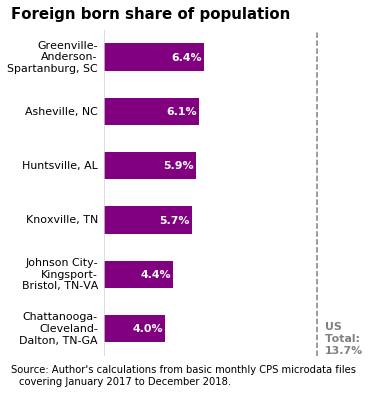 Foreign born share of population
Greenville-
Anderson-
Spartanburg, SC
6.4%
Asheville, NC
6.1%
Huntsville, AL
5.9%
Knoxville, TN
5.7%
Johnson City-
Kingsport-
Bristol, TN-VA
4.4%
Chattanooga-
Cleveland-
Dalton, TN-GA
4.0%
US
Total:
13.7%
Source: Author's calculations from basic monthly CPS microdata files
covering January 2017 to December 2018.